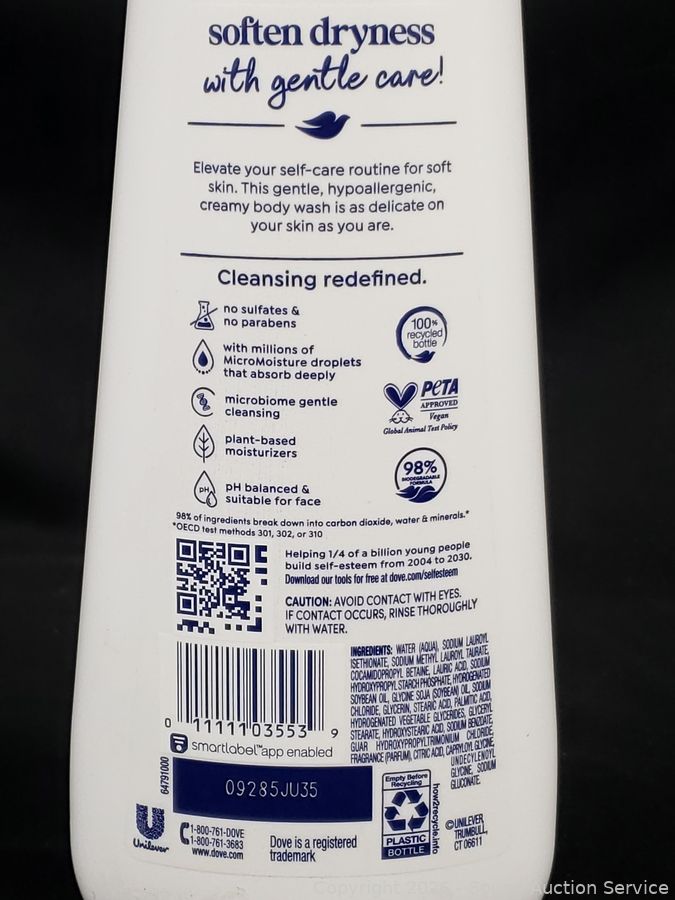 soften dryness
with gentle care!
Elevate your self-care routine for soft
skin. This gentle, hypoallergenic,
creamy body wash is as delicate on
your skin as you are.
Cleansing redefined.
no sulfates &
no parabens
with millions of
MicroMoisture droplets
that absorb deeply
microbiome gentle
cleansing
plant-based
moisturizers
pH
pH balanced &
suitable for face
100%
recycled
bottle
PETA
APPROVED
Vegan
Global Animal Test Policy
98%
BIODEGRADABLE
FORMULA
98% of ingredients break down into carbon dioxide, water & minerals.*
*OECD test methods 301, 302, or 310
Helping 1/4 of a billion young people
build self-esteem from 2004 to 2030.
Download our tools for free at dove.com/selfesteem
CAUTION: AVOID CONTACT WITH EYES.
IF CONTACT OCCURS, RINSE THOROUGHLY
WITH WATER.
INGREDIENTS: WATER (AQUA), SODIUM LAUROYL
ISETHIONATE, SODIUM METHYL LAUROYL TAURATE,
COCAMIDOPROPYL BETAINE, LAURIC ACID, SODIUM
HYDROXYPROPYL STARCH PHOSPHATE, HYDROGENATED
SOYBEAN OIL, GLYCINE SOJA (SOYBEAN) OIL, SODIUM
CHLORIDE, GLYCERIN, STEARIC ACID, PALMITIC ACID,
HYDROGENATED VEGETABLE GLYCERIDES, GLYCERYL
STEARATE, HYDROXYSTEARIC ACID, SODIUM BENZOATE,
GUAR HYDROXYPROPYLTRIMONIUM CHLORIDE,
FRAGRANCE (PARFUM), CITRIC ACID, CAPRYLOYL GLYCINE,
UNDECYLENOYL
GLYCINE, SODIUM
GLUCONATE.
0 11111 03553 9
smartlabel™ app enabled
64791000
09285JU35
Unilever
1-800-761-DOVE
1-800-761-3683
www.dove.com
Dove is a registered
trademark
Empty Before
Recycling
PLASTIC
BOTTLE
how2recycle.info
©UNILEVER,
TRUMBULL,
CT 06611
Auction Service